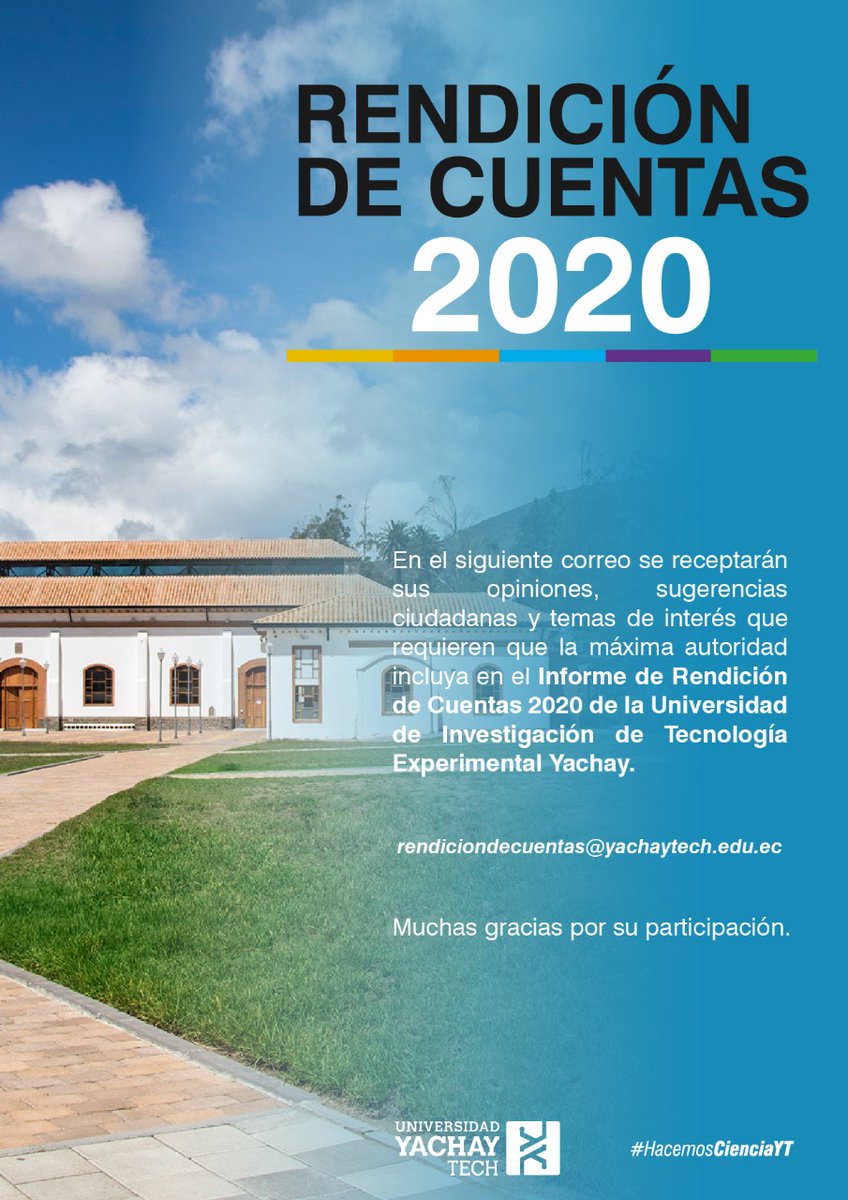 RENDICIÓN
DE CUENTAS
2020
En el siguiente correo se receptarán
sus opiniones, sugerencias
ciudadanas y temas de interés que
requieren que la máxima autoridad
incluya en el Informe de Rendición
de Cuentas 2020 de la Universidad
de Investigación de Tecnología
Experimental Yachay.
rendiciondecuentas@yachaytech.edu.ec
Muchas gracias por su participación.
UNIVERSIDAD
YACHAY
TECH
#HacemosCienciaYT